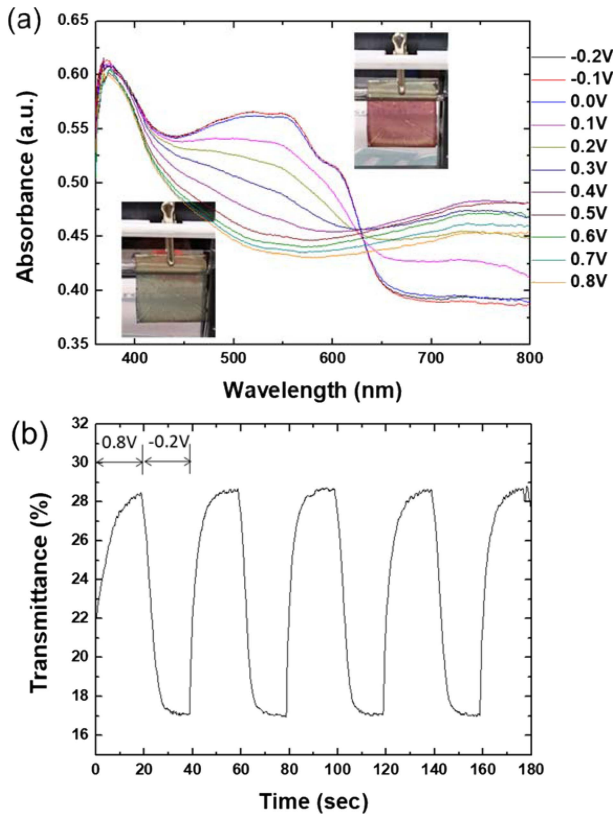 (a)
0.65
0.60
0.55
0.50
0.45
0.40
0.35
Absorbance (a.u.)
400 500 600 700 800
Wavelength (nm)
-0.2V
-0.1V
0.0V
0.1V
0.2V
0.3V
0.4V
0.5V
0.6V
0.7V
0.8V
(b)
0.8V -0.2V
32
30
28
26
24
22
20
18
16
Transmittance (%)
0 20 40 60 80 100 120 140 160 180
Time (sec)